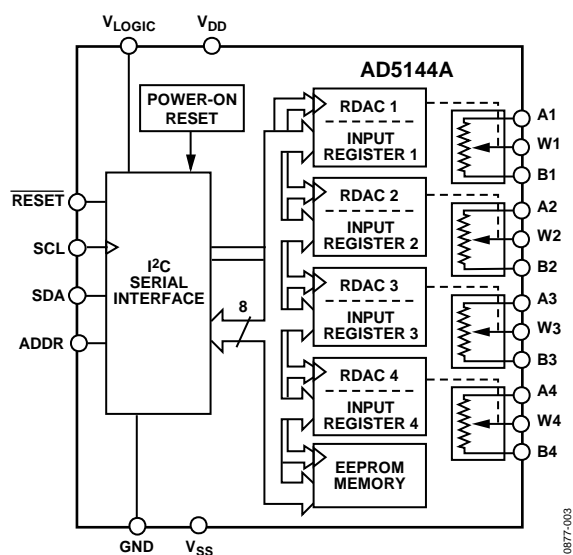 VLOGIC
VDD
AD5144A
POWER-ON
RESET
RDAC 1
INPUT
REGISTER 1
A1
W1
B1
RESET
SCL
SDA
ADDR
I2C
SERIAL
INTERFACE
8
RDAC 2
INPUT
REGISTER 2
A2
W2
B2
RDAC 3
INPUT
REGISTER 3
A3
W3
B3
RDAC 4
INPUT
REGISTER 4
A4
W4
B4
EEPROM
MEMORY
GND
VSS
0877-003